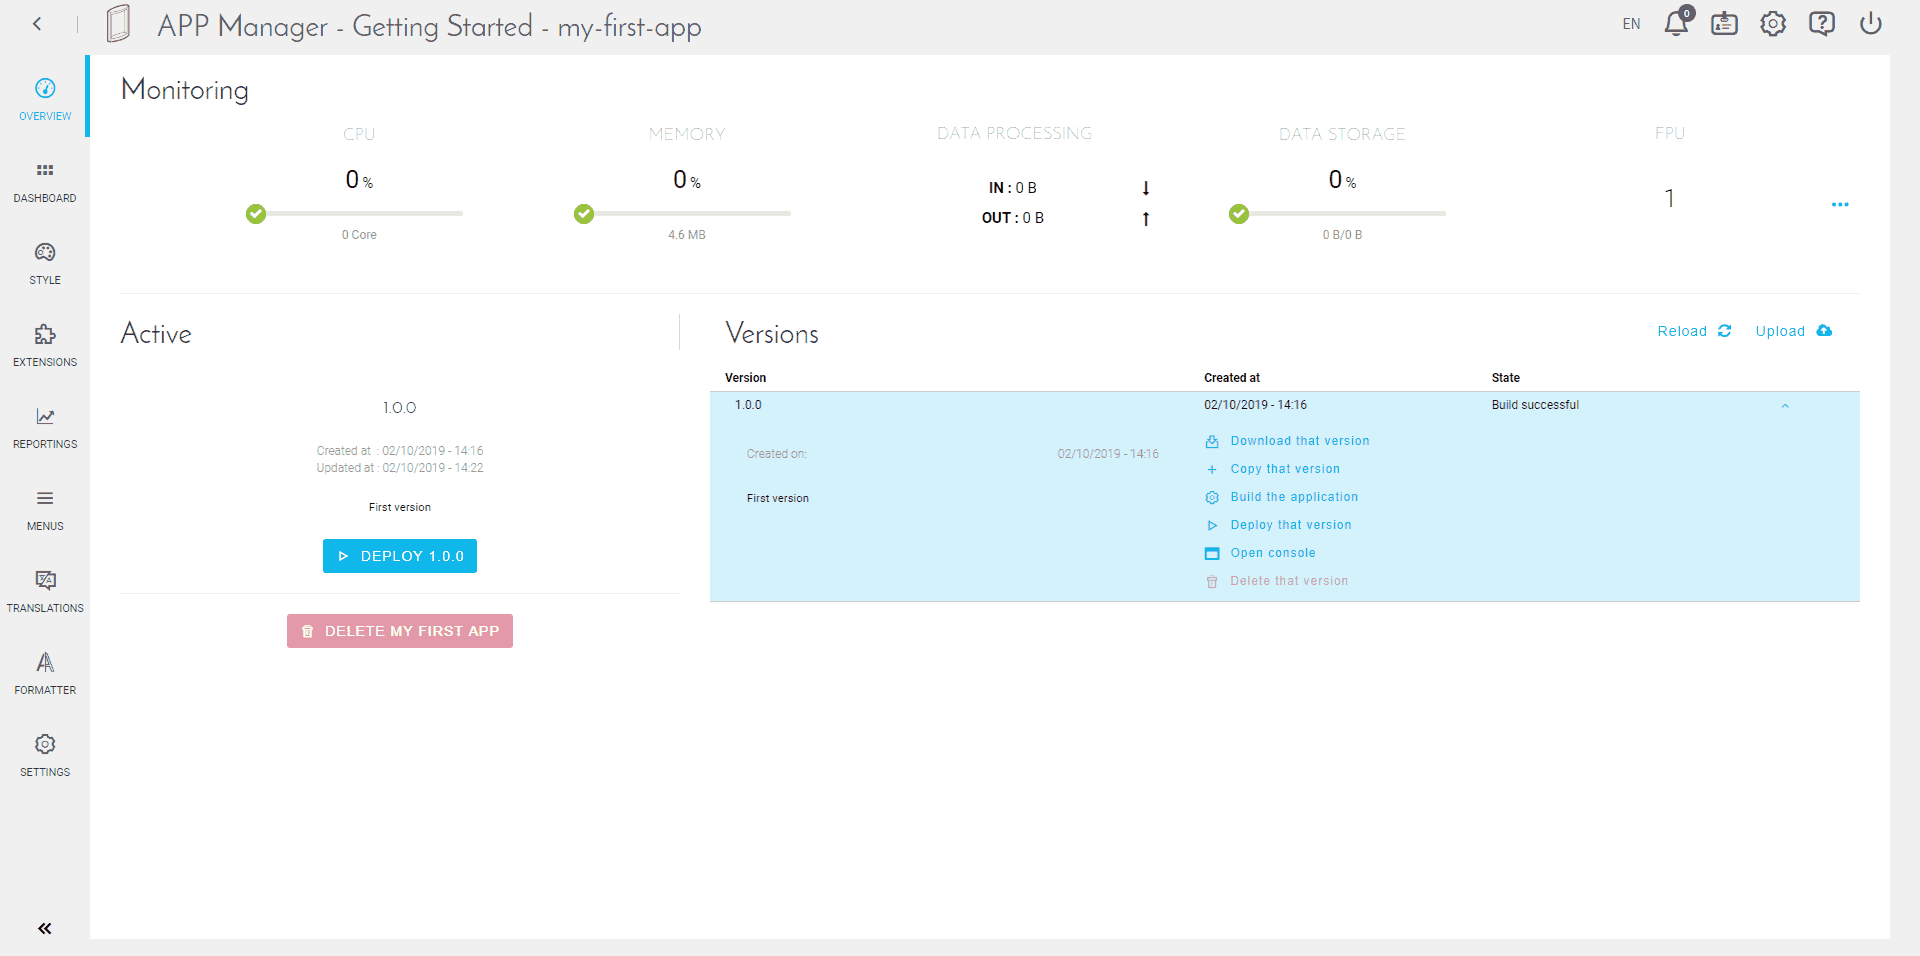 APP Manager - Getting Started - my-first-app
EN
0
OVERVIEW
DASHBOARD
STYLE
EXTENSIONS
REPORTINGS
MENUS
TRANSLATIONS
FORMATTER
SETTINGS
Monitoring
CPU
0 %
0 Core
MEMORY
0 %
4.6 MB
DATA PROCESSING
IN : 0 B
OUT : 0 B
DATA STORAGE
0 %
0 B/0 B
FPU
1
Active
1.0.0
Created at : 02/10/2019 - 14:16
Updated at : 02/10/2019 - 14:22
First version
DEPLOY 1.0.0
DELETE MY FIRST APP
Versions
Reload
Upload
Version Created at State
1.0.0 02/10/2019 - 14:16 Build successful
Created on: 02/10/2019 - 14:16
First version
Download that version
Copy that version
Build the application
Deploy that version
Open console
Delete that version